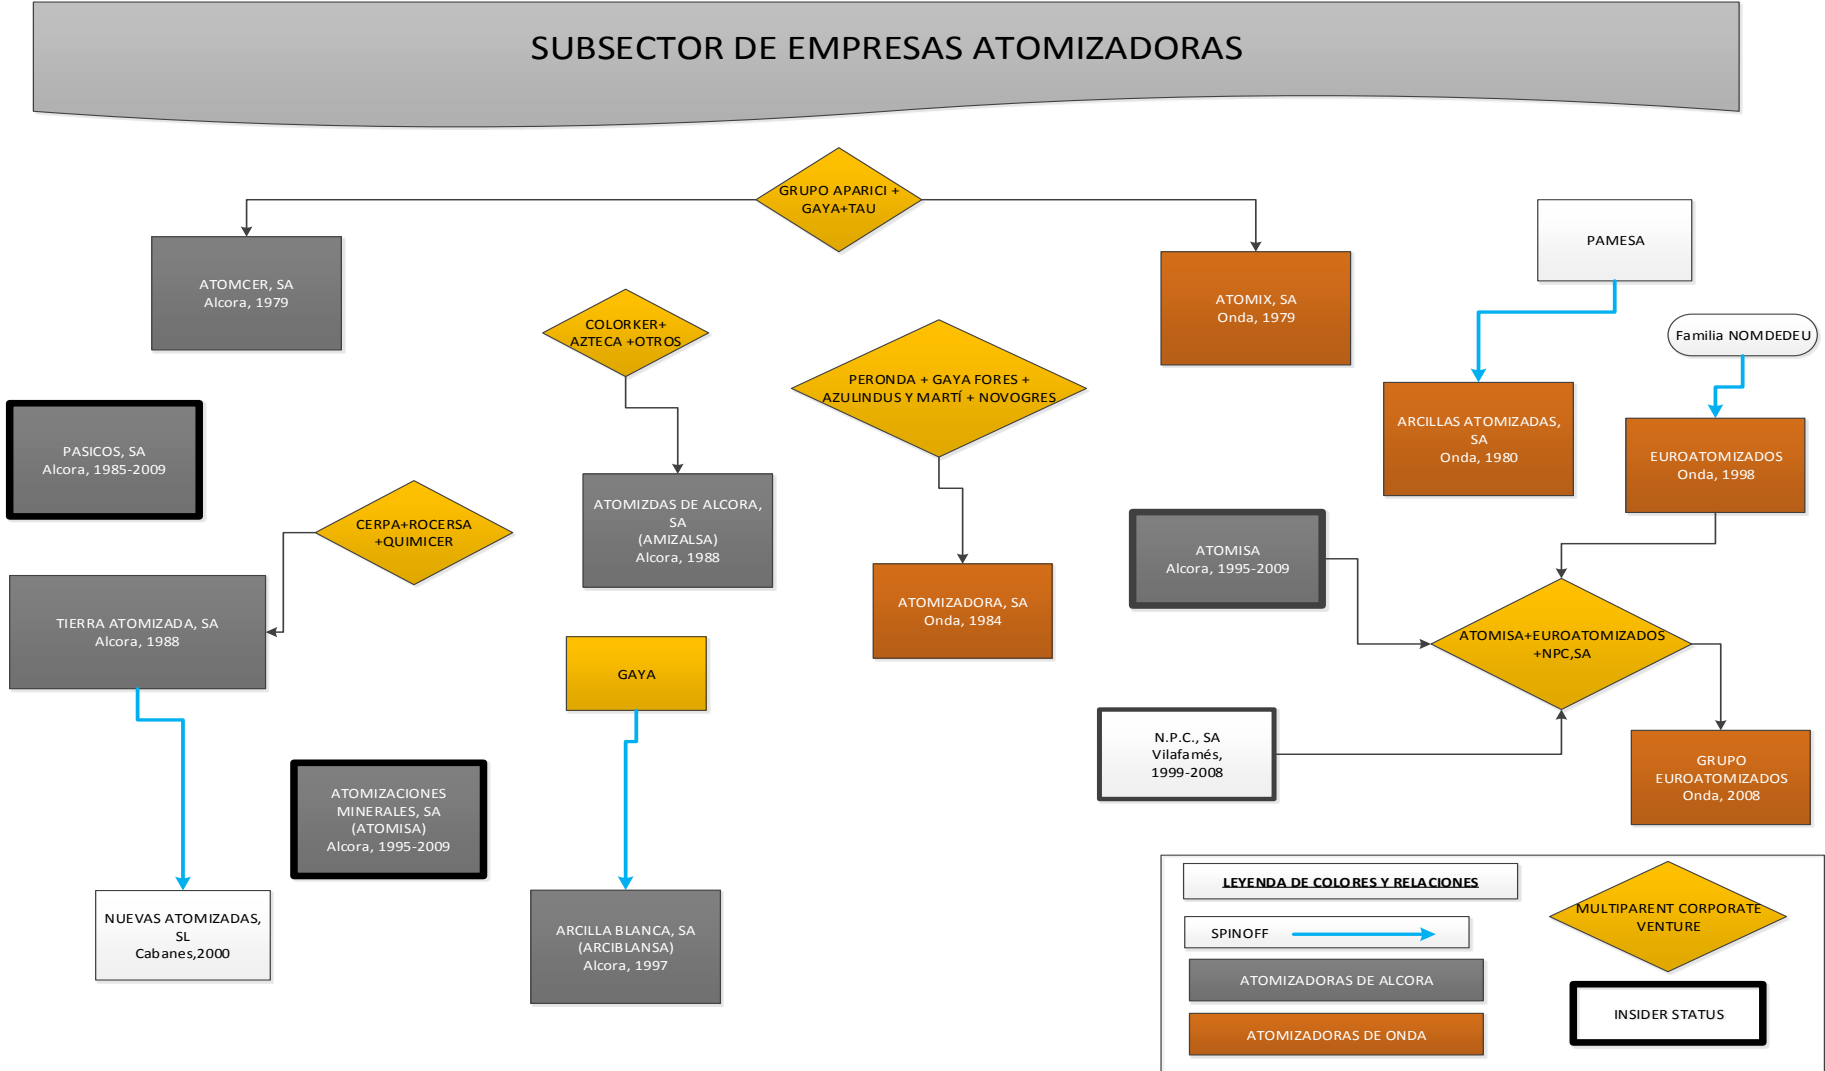 SUBSECTOR DE EMPRESAS ATOMIZADORAS
GRUPO APARICI +
GAYA+TAU
ATOMCER, SA
Alcora, 1979
ATOMIX, SA
Onda, 1979
PAMESA
COLORKER+
AZTECA +OTROS
Familia NOMDEDEU
PERONDA + GAYA FORES +
AZULINDUS Y MARTÍ + NOVOGRES
ARCILLAS ATOMIZADAS,
SA
Onda, 1980
EUROATOMIZADOS
Onda, 1998
PASICOS, SA
Alcora, 1985-2009
CERPA+ROCERSA
+QUIMICER
ATOMIZDAS DE ALCORA,
SA
(AMIZALSA)
Alcora, 1988
ATOMISA
Alcora, 1995-2009
TIERRA ATOMIZADA, SA
Alcora, 1988
ATOMIZADORA, SA
Onda, 1984
ATOMISA+EUROATOMIZADOS
+NPC,SA
GAYA
N.P.C., SA
Vilafamés,
1999-2008
GRUPO
EUROATOMIZADOS
Onda, 2008
ATOMIZACIONES
MINERALES, SA
(ATOMISA)
Alcora, 1995-2009
NUEVAS ATOMIZADAS,
SL
Cabanes,2000
ARCILLA BLANCA, SA
(ARCIBLANSA)
Alcora, 1997
LEYENDA DE COLORES Y RELACIONES
SPINOFF
ATOMIZADORAS DE ALCORA
ATOMIZADORAS DE ONDA
MULTIPARENT CORPORATE
VENTURE
INSIDER STATUS